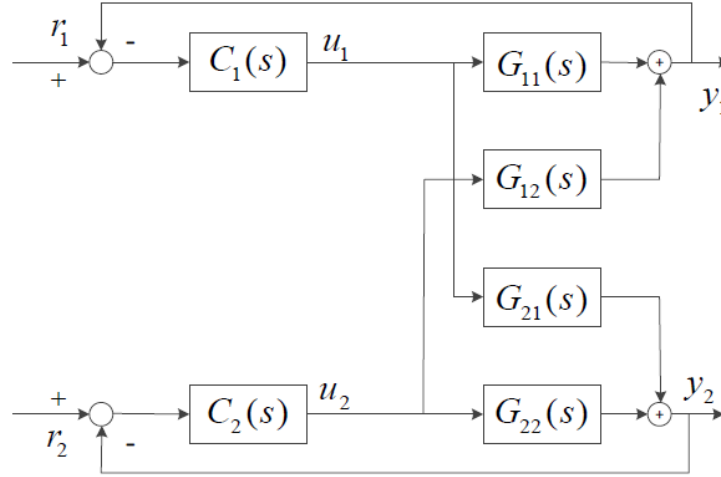 r₁
+
-
C₁(s)
u₁
G₁₁(s)
+
y₁
G₁₂(s)
G₂₁(s)
+
r₂
-
C₂(s)
u₂
G₂₂(s)
+
y₂